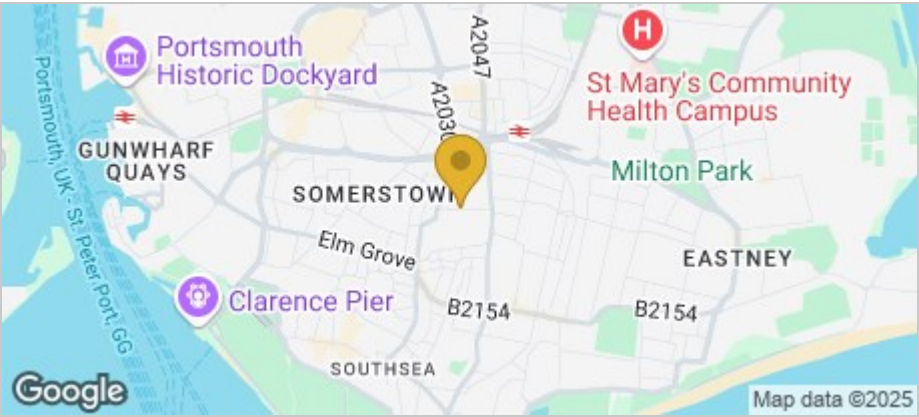 A2047
Portsmouth
Historic Dockyard
H
St Mary's Community
Health Campus
A2030
GUNWHARF
QUAYS
Milton Park
SOMERSTOWN
Elm Grove
EASTNEY
Portsmouth, UK - St. Peter Port, GG
Clarence Pier
B2154
B2154
SOUTHSEA
Google
Map data ©2025